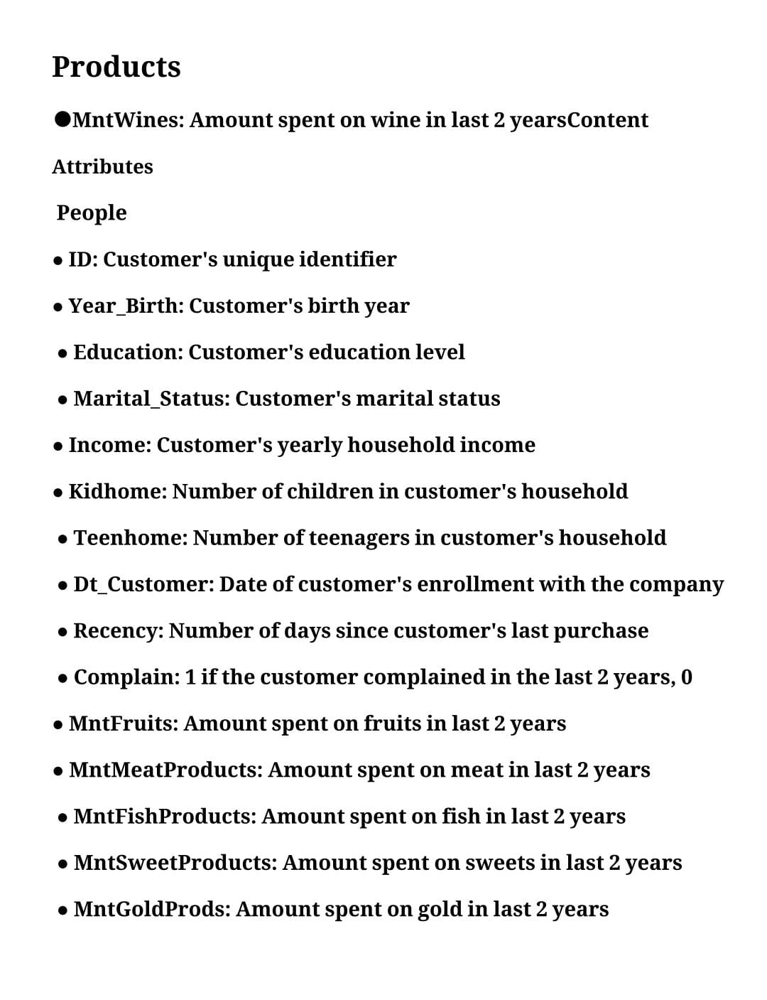 Products
●MntWines: Amount spent on wine in last 2 yearsContent
Attributes
People
● ID: Customer's unique identifier
● Year_Birth: Customer's birth year
● Education: Customer's education level
● Marital_Status: Customer's marital status
● Income: Customer's yearly household income
● Kidhome: Number of children in customer's household
● Teenhome: Number of teenagers in customer's household
● Dt_Customer: Date of customer's enrollment with the company
● Recency: Number of days since customer's last purchase
● Complain: 1 if the customer complained in the last 2 years, 0
● MntFruits: Amount spent on fruits in last 2 years
● MntMeatProducts: Amount spent on meat in last 2 years
● MntFishProducts: Amount spent on fish in last 2 years
● MntSweetProducts: Amount spent on sweets in last 2 years
● MntGoldProds: Amount spent on gold in last 2 years